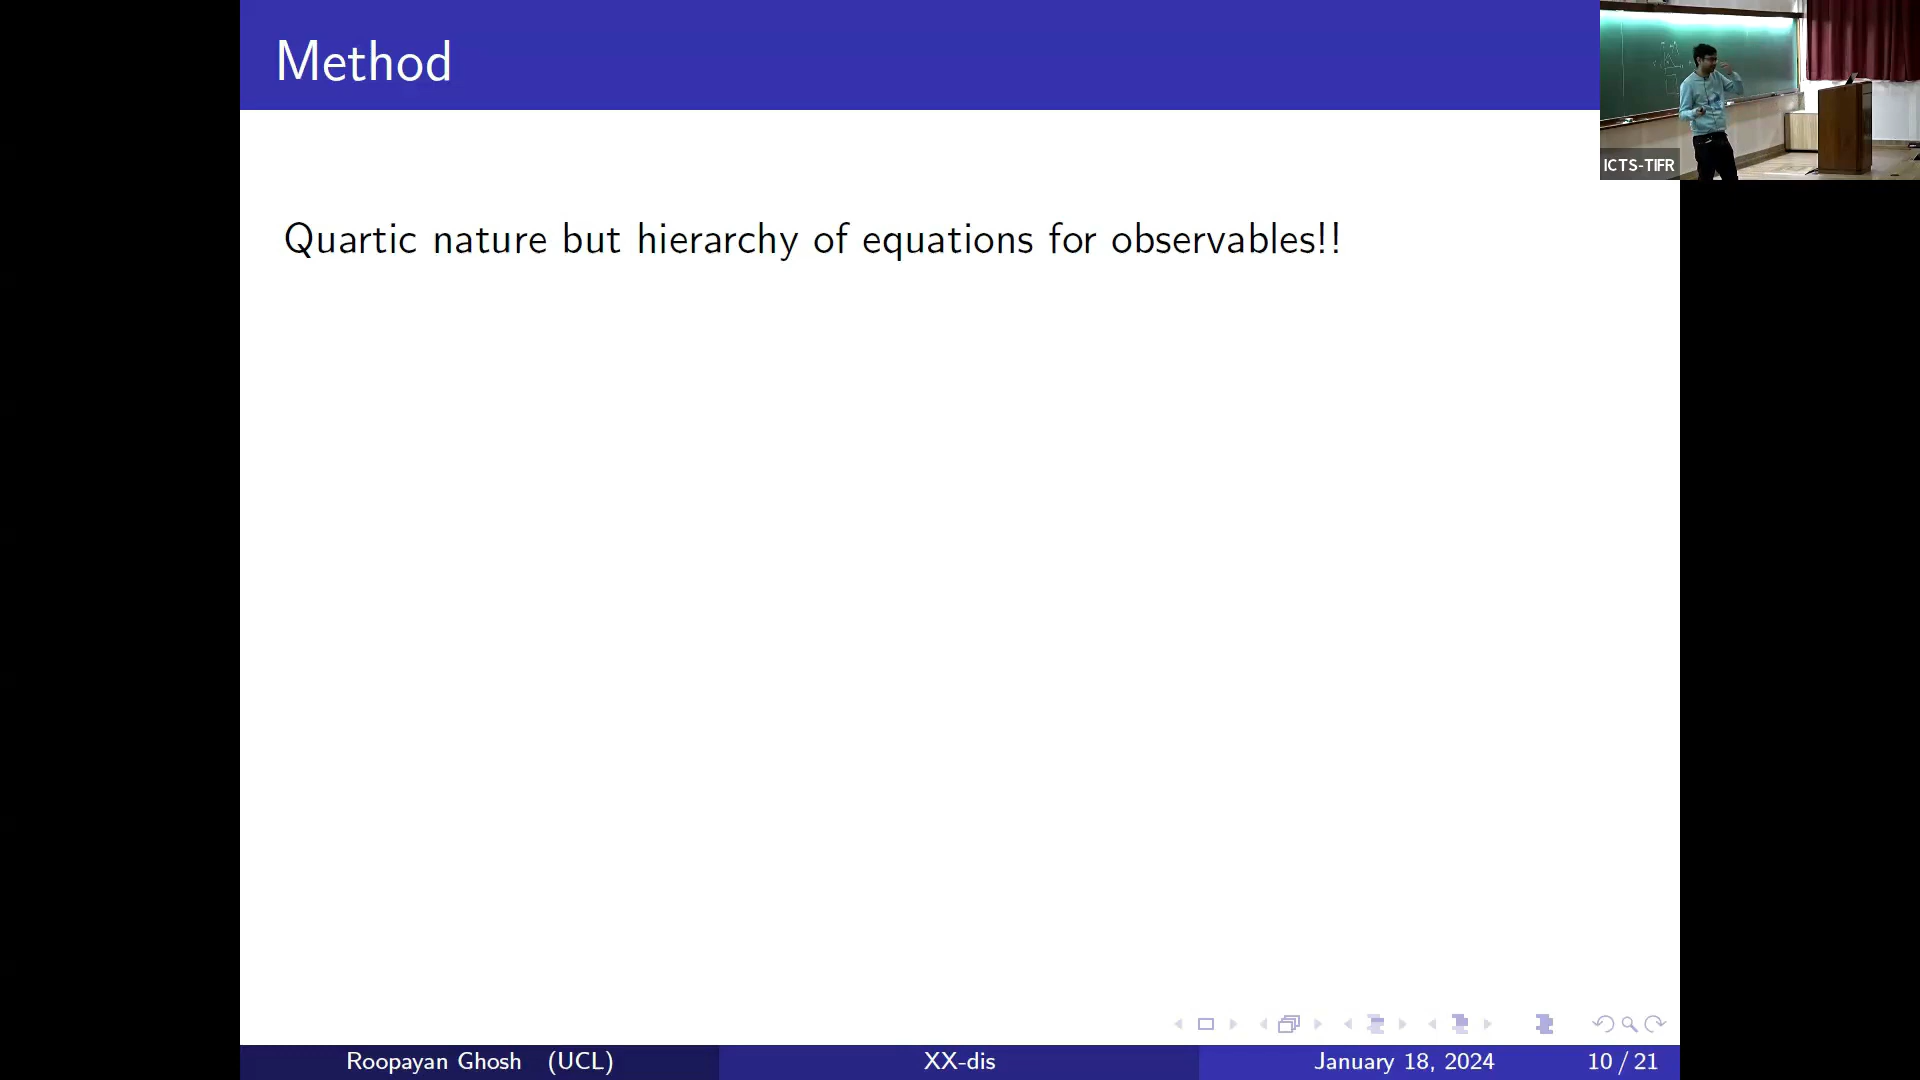 Method
ICTS-TIFR
Quartic nature but hierarchy of equations for observables!!
Roopayan Ghosh (UCL)
XX-dis
January 18, 2024
10 / 21